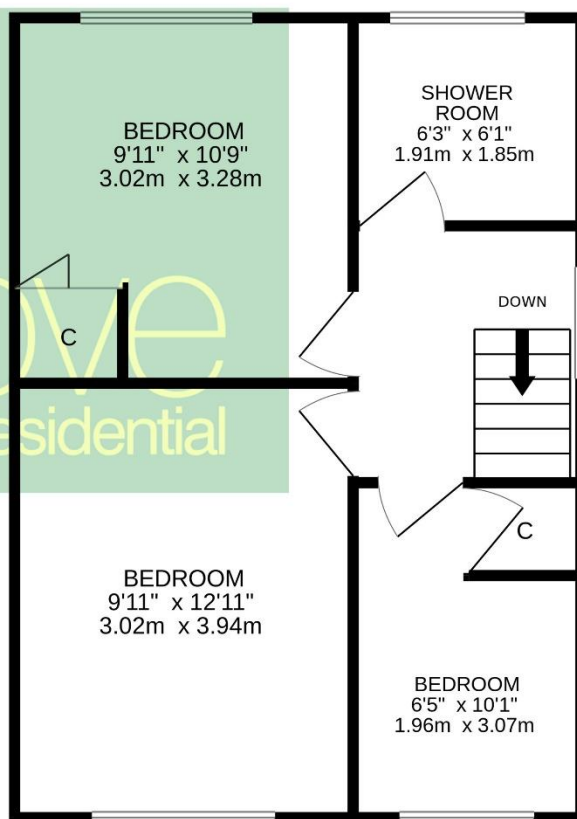 BEDROOM
9'11" x 10'9"
3.02m x 3.28m
SHOWER
ROOM
6'3" x 6'1"
1.91m x 1.85m
DOWN
C
C
BEDROOM
9'11" x 12'11"
3.02m x 3.94m
BEDROOM
6'5" x 10'1"
1.96m x 3.07m